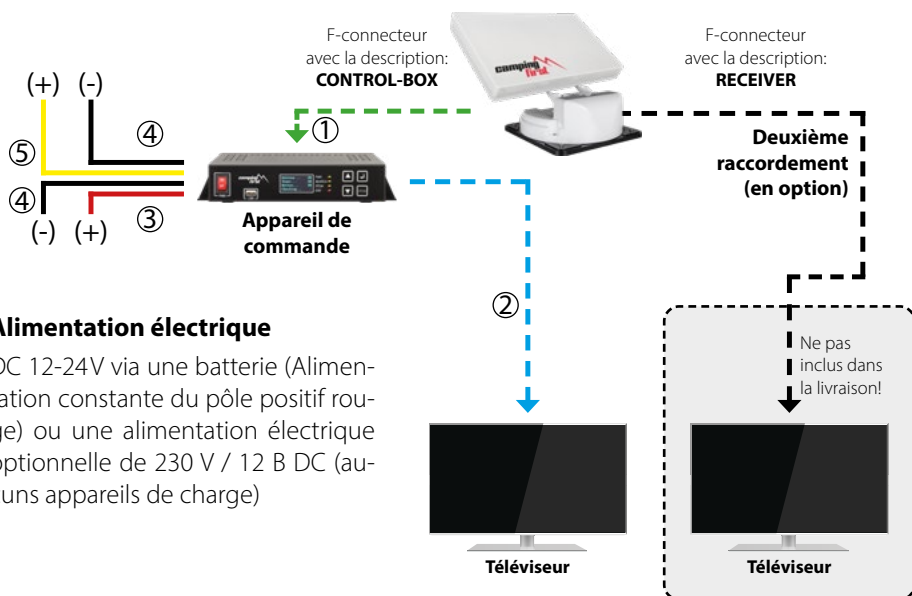 F-connecteur
avec la description:
CONTROL-BOX
F-connecteur
avec la description:
RECEIVER
camping
first
(+) (-)
①
④
⑤
④
③
(-) (+)
Appareil de
commande
Deuxième
raccordement
(en option)
②
Alimentation électrique
DC 12-24V via une batterie (Alimen-
ation constante du pôle positif rou-
ge) ou une alimentation électrique
optionnelle de 230 V / 12 B DC (au-
uns appareils de charge)
Ne pas
inclus dans
la livraison!
Téléviseur
Téléviseur